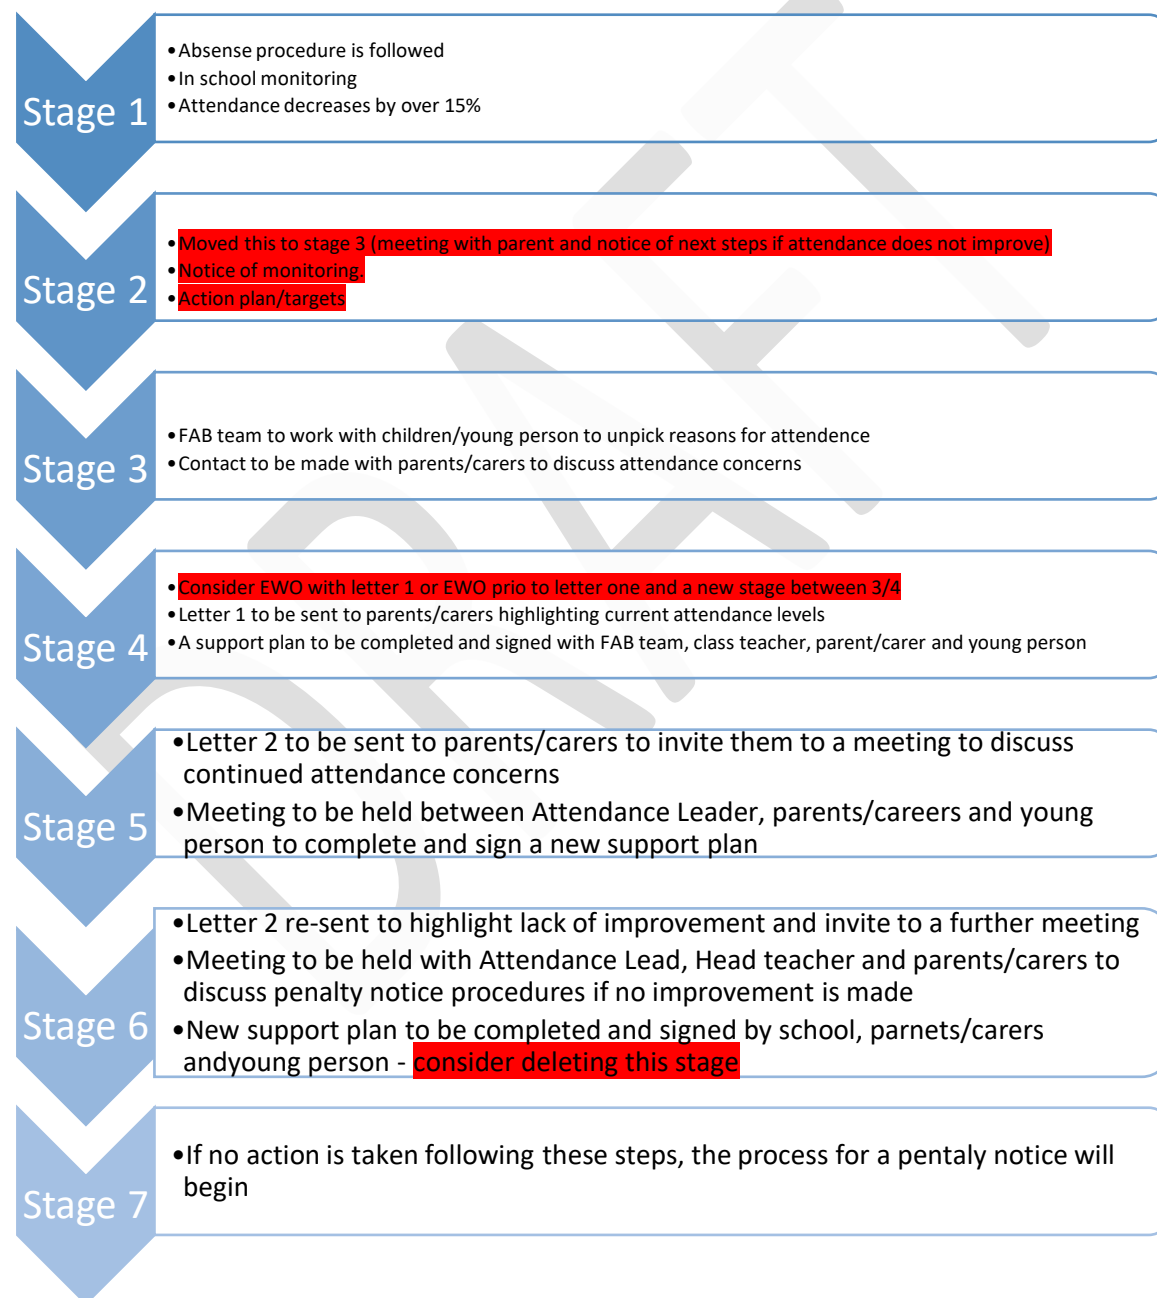 Stage 1
•Absense procedure is followed
•In school monitoring
•Attendance decreases by over 15%
Stage 2
•Moved this to stage 3 (meeting with parent and notice of next steps if attendance does not improve)
•Notice of monitoring.
•Action plan/targets
Stage 3
•FAB team to work with children/young person to unpick reasons for attendence
•Contact to be made with parents/carers to discuss attendance concerns
Stage 4
•Consider EWO with letter 1 or EWO prio to letter one and a new stage between 3/4
•Letter 1 to be sent to parents/carers highlighting current attendance levels
•A support plan to be completed and signed with FAB team, class teacher, parent/carer and young person
Stage 5
•Letter 2 to be sent to parents/carers to invite them to a meeting to discuss
continued attendance concerns
•Meeting to be held between Attendance Leader, parents/careers and young
person to complete and sign a new support plan
Stage 6
•Letter 2 re-sent to highlight lack of improvement and invite to a further meeting
•Meeting to be held with Attendance Lead, Head teacher and parents/carers to
discuss penalty notice procedures if no improvement is made
•New support plan to be completed and signed by school, parnets/carers
andyoung person - consider deleting this stage
Stage 7
•If no action is taken following these steps, the process for a pentaly notice will
begin
DRAFT